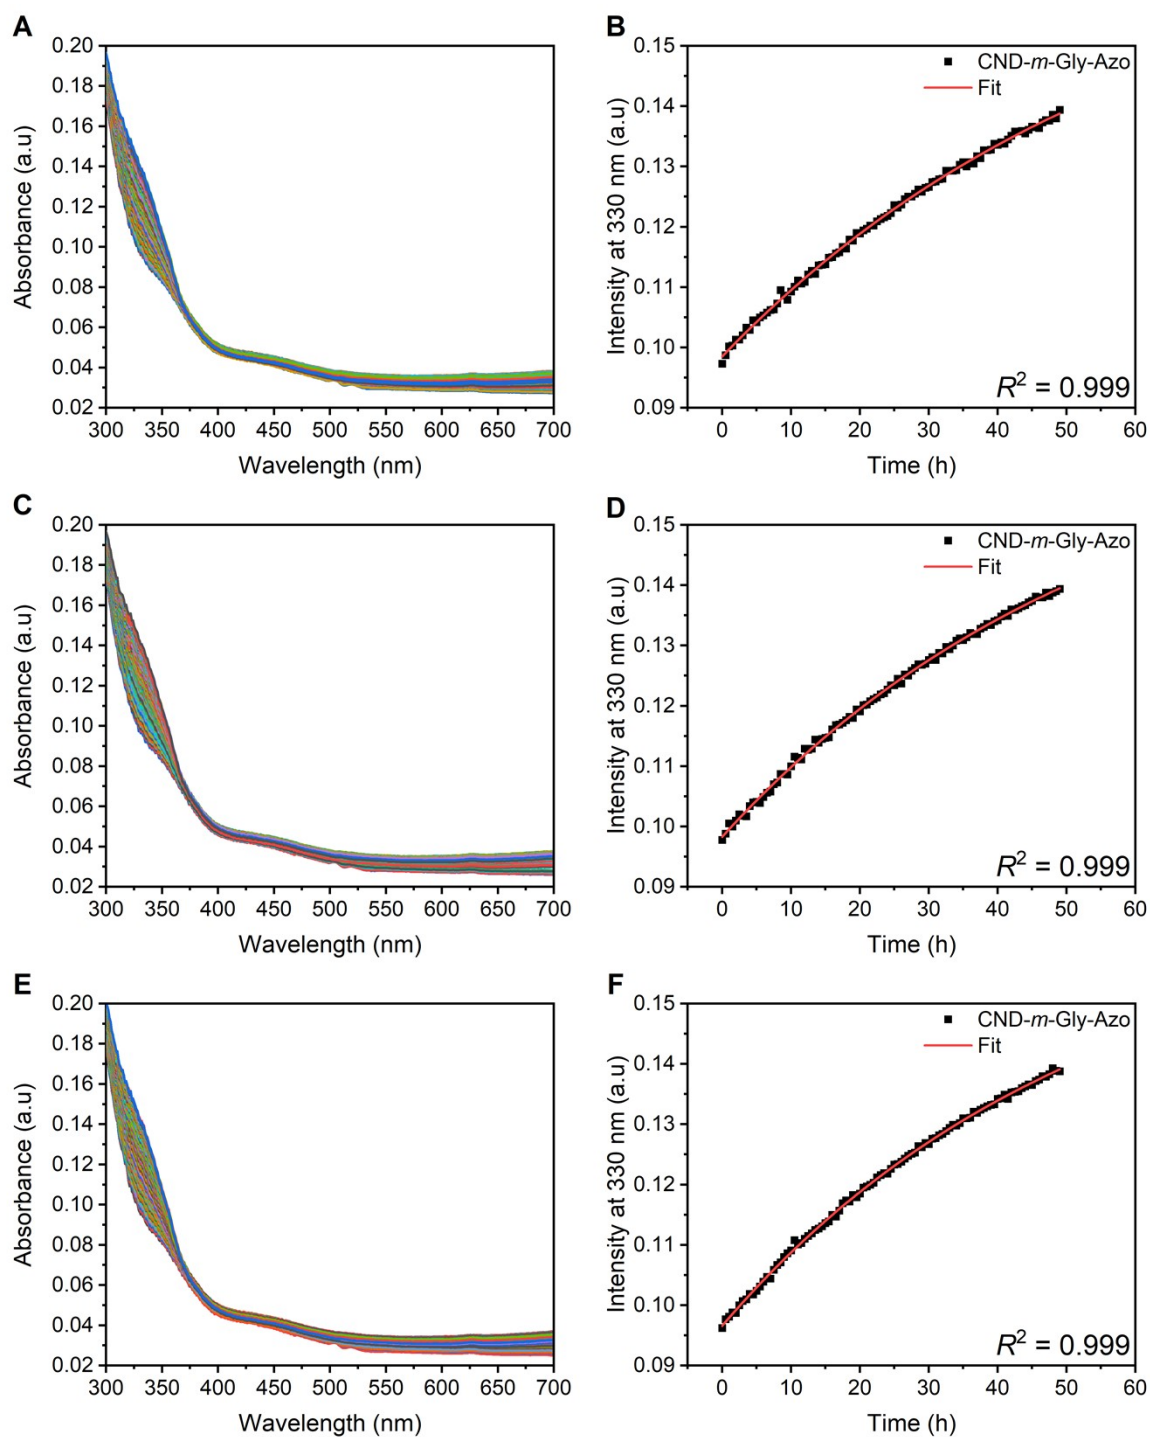 A
0.20
0.18
0.16
0.14
0.12
0.10
0.08
0.06
0.04
0.02
300 350 400 450 500 550 600 650 700
Absorbance (a.u)
Wavelength (nm)
B
0.15
0.14
0.13
0.12
0.11
0.10
0.09
0 10 20 30 40 50 60
Intensity at 330 nm (a.u)
Time (h)
CND-m-Gly-Azo
Fit
R² = 0.999
C
0.20
0.18
0.16
0.14
0.12
0.10
0.08
0.06
0.04
0.02
300 350 400 450 500 550 600 650 700
Absorbance (a.u)
Wavelength (nm)
D
0.15
0.14
0.13
0.12
0.11
0.10
0.09
0 10 20 30 40 50 60
Intensity at 330 nm (a.u)
Time (h)
CND-m-Gly-Azo
Fit
R² = 0.999
E
0.20
0.18
0.16
0.14
0.12
0.10
0.08
0.06
0.04
0.02
300 350 400 450 500 550 600 650 700
Absorbance (a.u)
Wavelength (nm)
F
0.15
0.14
0.13
0.12
0.11
0.10
0.09
0 10 20 30 40 50 60
Intensity at 330 nm (a.u)
Time (h)
CND-m-Gly-Azo
Fit
R² = 0.999